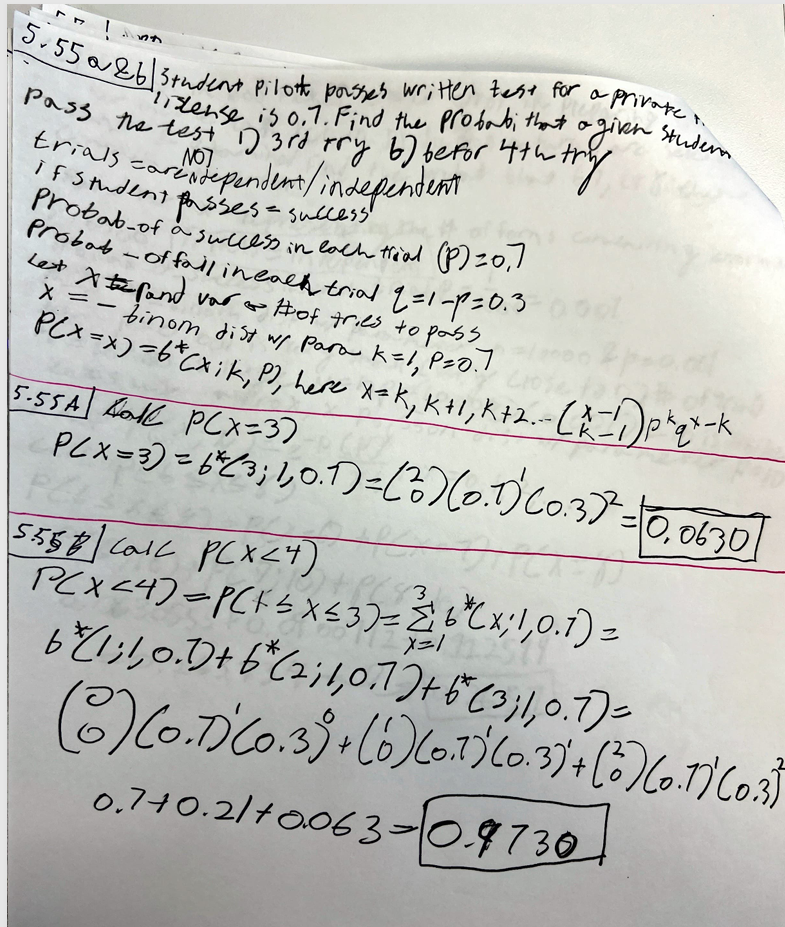 5.55a&b Student pilott passes written test for a private
lisense is 0.7. Find the Probabi, that a given student
pass the test 1) 3rd try b) befor 4th try
trials = are NOT dependent/independent
if student passes = success
Probab-of a success in each trial (p)=0.7
Probab - of fail in each trial q=1-p=0.3
Let X = rand var # of tries to pass
X = - binom dist w/ Para k=1, P=0.7
P(X=x)=b*(x;k,P), here x=k,k+1,k+2.-- (x-1 k-1) p^k q^x-k
5.55A Calc P(X=3)
P(X=3)=b*(3;1,0.7)=(2 0)(0.7)^1(0.3)^2=0.0630
5.55B Calc P(X<4)
P(X<4)=P(1≤X≤3)=3Σx=1 b*(x;1,0.7)=
b*(1;1,0.7)+b*(2;1,0.7)+b*(3;1,0.7)=
(0 0)(0.7)^1(0.3)^0+(1 0)(0.7)^1(0.3)^1+(2 0)(0.7)^1(0.3)^2
0.7+0.21+0.063=0.9730